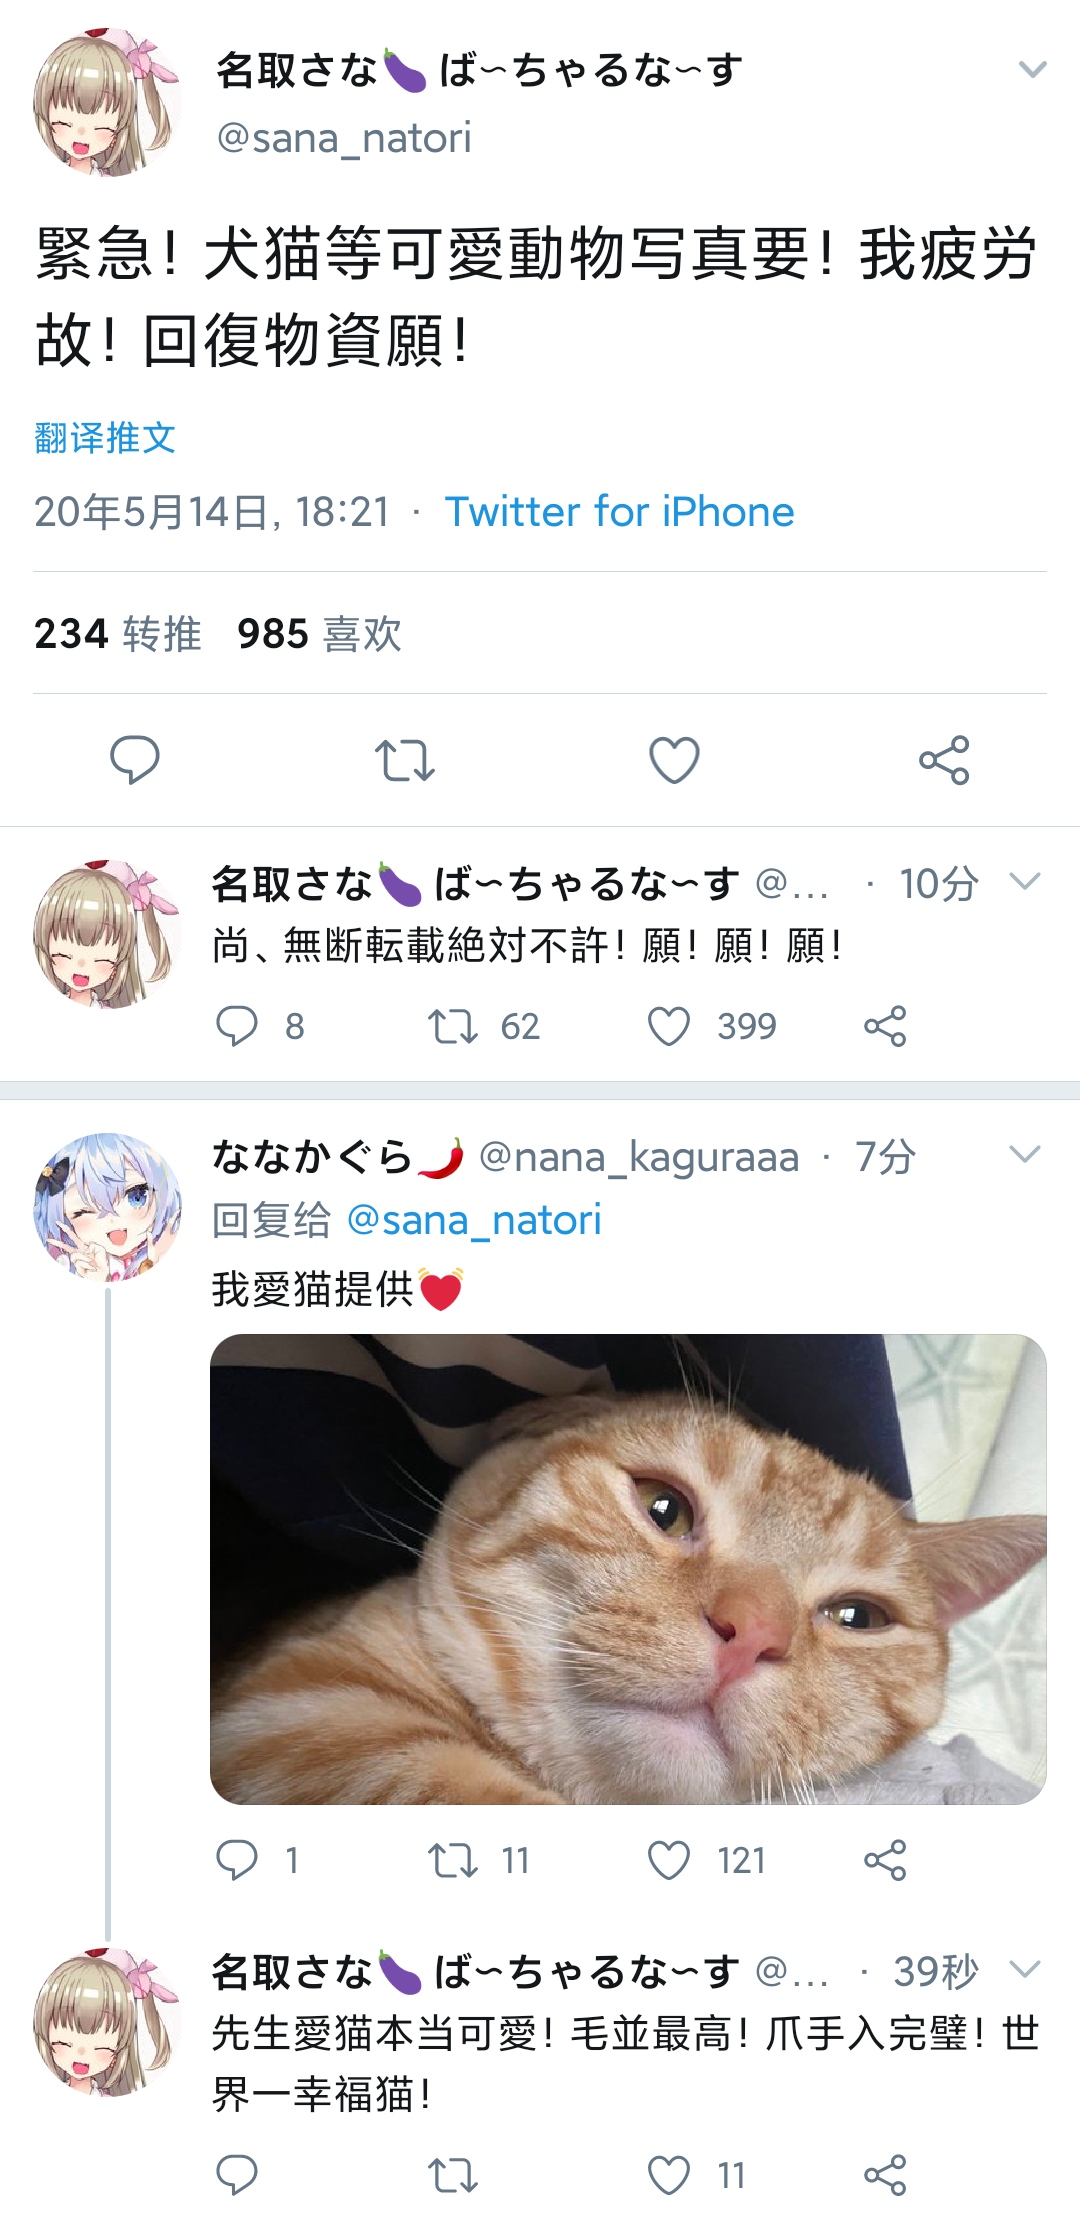 名取さな🍆ば〜ちゃるな〜す
@sana_natori
緊急！犬猫等可愛動物写真要！我疲労
故！回復物資願！
翻译推文
20年5月14日, 18:21 · Twitter for iPhone
234 转推 985 喜欢
名取さな🍆ば〜ちゃるな〜す @... · 10分
尚、無断転載絶対不許！願！願！願！
8 62 399
ななかぐら🌶️ @nana_kaguraaa · 7分
回复给 @sana_natori
我愛猫提供💓
1 11 121
名取さな🍆ば〜ちゃるな〜す @... · 39秒
先生愛猫本当可愛！毛並最高！爪手入完璧！世
界一幸福猫！
11